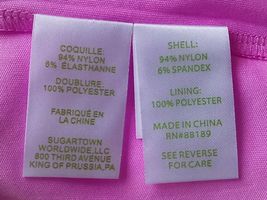 COQUILLE:
94% NYLON
6% ÉLASTHANNE
DOUBLURE:
100% POLYESTER
FABRIQUÉ EN
LA CHINE
SUGARTOWN
WORLDWIDE, LLC
800 THIRD AVENUE
KING OF PRUSSIA, PA
SHELL:
94% NYLON
6% SPANDEX
LINING:
100% POLYESTER
MADE IN CHINA
RN#88189
SEE REVERSE
FOR CARE